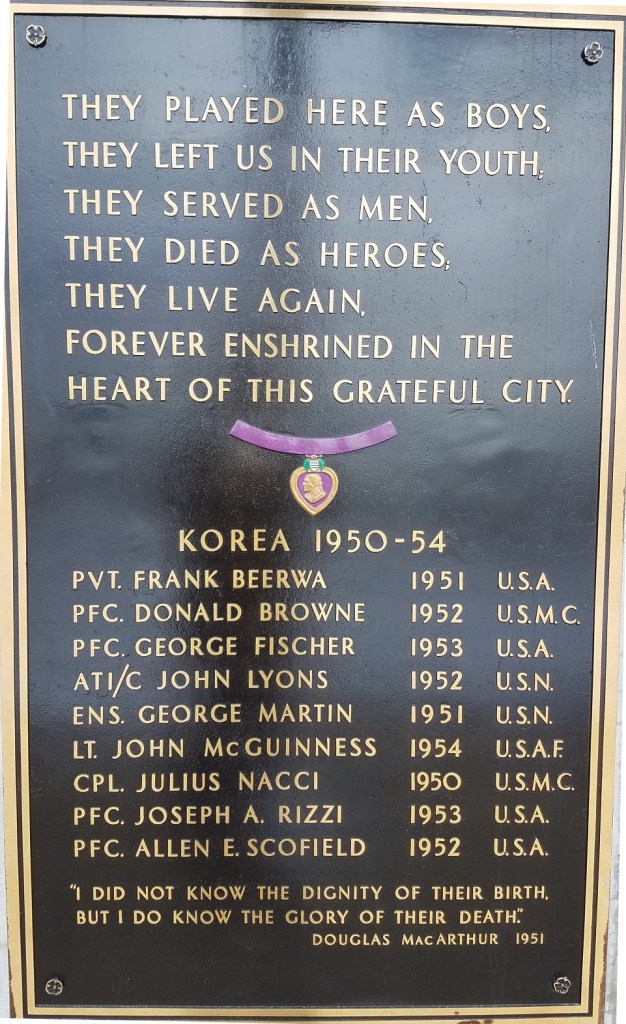 THEY PLAYED HERE AS BOYS,
THEY LEFT US IN THEIR YOUTH;
THEY SERVED AS MEN,
THEY DIED AS HEROES;
THEY LIVE AGAIN,
FOREVER ENSHRINED IN THE
HEART OF THIS GRATEFUL CITY.
KOREA 1950-54
PVT. FRANK BEERWA 1951 U.S.A.
PFC. DONALD BROWNE 1952 U.S.M.C.
PFC. GEORGE FISCHER 1953 U.S.A.
AT1/C JOHN LYONS 1952 U.S.N.
ENS. GEORGE MARTIN 1951 U.S.N.
LT. JOHN McGUINNESS 1954 U.S.A.F.
CPL. JULIUS NACCI 1950 U.S.M.C.
PFC. JOSEPH A. RIZZI 1953 U.S.A.
PFC. ALLEN E. SCOFIELD 1952 U.S.A.
"I DID NOT KNOW THE DIGNITY OF THEIR BIRTH,
BUT I DO KNOW THE GLORY OF THEIR DEATH."
DOUGLAS MacARTHUR 1951